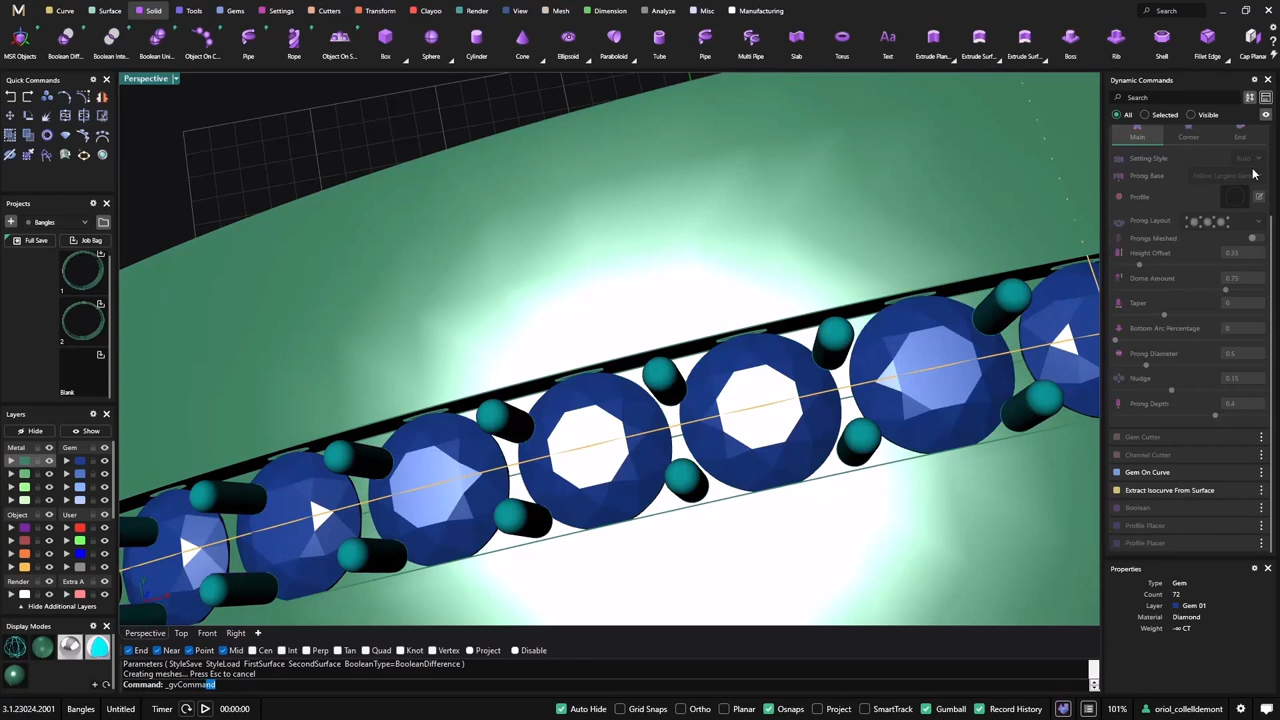 M
Curve
Surface
Solid
Tools
Gems
Settings
Cutters
Transform
Clayoo
Render
View
Mesh
Dimension
Analyze
Misc
Manufacturing
Search
MSR Objects
Boolean Diff...
Boolean Inte...
Boolean Uni...
Object On C...
Pipe
Rope
Object On S...
Box
Sphere
Cylinder
Cone
Ellipsoid
Paraboloid
Tube
Pipe
Multi Pipe
Slab
Torus
Text
Extrude Plan...
Extrude Surf...
Extrude Surf...
Boss
Rib
Shell
Fillet Edge
Cap Planar
Quick Commands
Projects
Bangles
Full Save
Job Bag
1
2
Blank
Layers
Hide
Show
Metal
Gem
Object
User
Render
Extra A
Hide Additional Layers
Display Modes
Perspective
Perspective
Top
Front
Right
End
Near
Point
Mid
Cen
Int
Perp
Tan
Quad
Knot
Vertex
Project
Disable
Parameters ( StyleSave StyleLoad FirstSurface SecondSurface BooleanType=BooleanDifference )
Creating meshes... Press Esc to cancel
Command: _gvCommand
Dynamic Commands
Search
All
Selected
Visible
Main
Corner
End
Setting Style
Auto
Prong Base
Profile
Prong Layout
Prongs Meshed
Height Offset
0.33
Dome Amount
0.75
Taper
0
Bottom Arc Percentage
0
Prong Diameter
0.5
Nudge
0.15
Prong Depth
0.4
Gem Cutter
Channel Cutter
Gem On Curve
Extract Isocurve From Surface
Boolean
Profile Placer
Profile Placer
Properties
Type
Gem
Count
72
Layer
Gem 01
Material
Diamond
Weight
-∞ CT
3.1.23024.2001
Bangles
Untitled
Timer
00:00:00
Auto Hide
Grid Snaps
Ortho
Planar
Osnaps
Project
SmartTrack
Gumball
Record History
101%
oriol_collelldemont